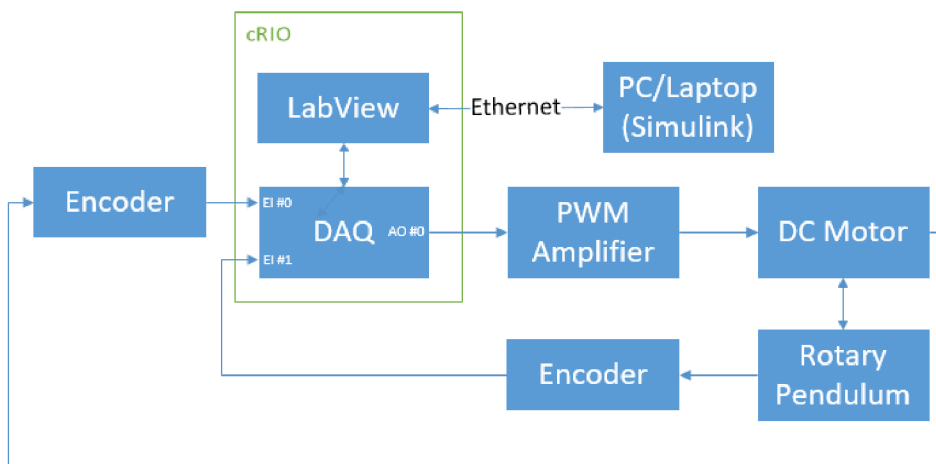 cRIO
LabView
Ethernet
PC/Laptop
(Simulink)
Encoder
EI #0
DAQ
AO #0
EI #1
PWM
Amplifier
DC Motor
Encoder
Rotary
Pendulum